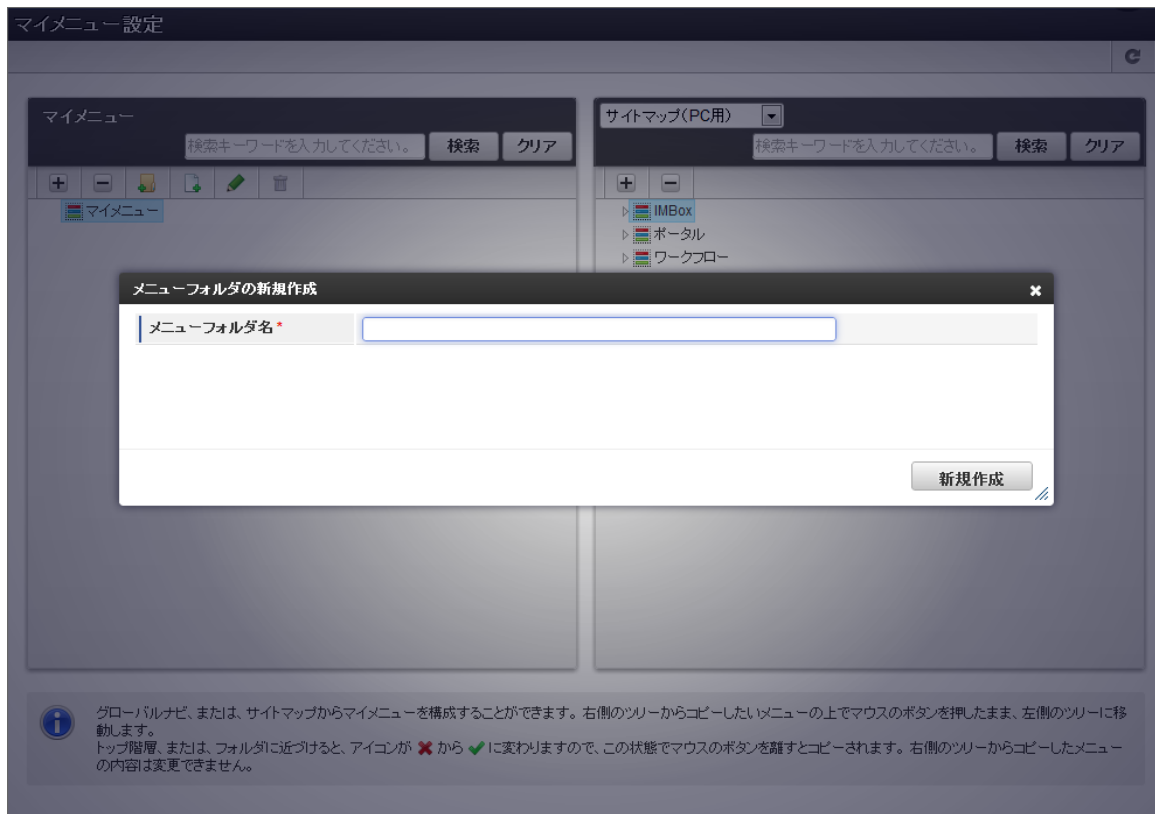 マイメニュー設定
マイメニュー
検索キーワードを入力してください。 検索 クリア
マイメニュー
サイトマップ(PC用)
検索キーワードを入力してください。 検索 クリア
IMBox
ポータル
ワークフロー
メニューフォルダの新規作成
メニューフォルダ名*
新規作成
グローバルナビ、または、サイトマップからマイメニューを構成することができます。右側のツリーからコピーしたいメニューの上でマウスのボタンを押したまま、左側のツリーに移
動します。
トップ階層、または、フォルダに近づけると、アイコンが ✖ から ✔ に変わりますので、この状態でマウスのボタンを離すとコピーされます。右側のツリーからコピーしたメニュー
の内容は変更できません。